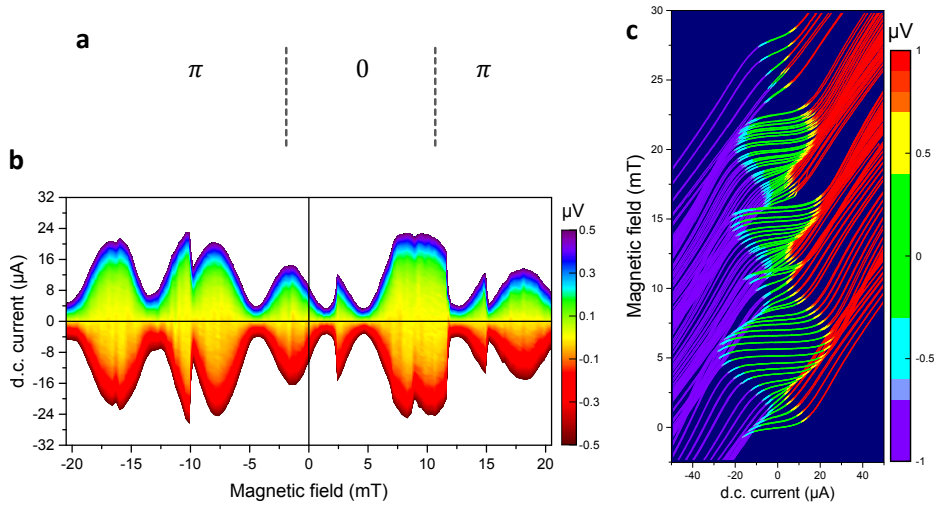 a
π 0 π
b
32
24
16
8
0
-8
-16
-24
-32
d.c. current (µA)
-20 -15 -10 -5 0 5 10 15 20
Magnetic field (mT)
µV
0.5
0.3
0.1
-0.1
-0.3
-0.5
c
30
25
20
15
10
5
0
Magnetic field (mT)
-40 -20 0 20 40
d.c. current (µA)
µV
1
0.5
0
-0.5
-1